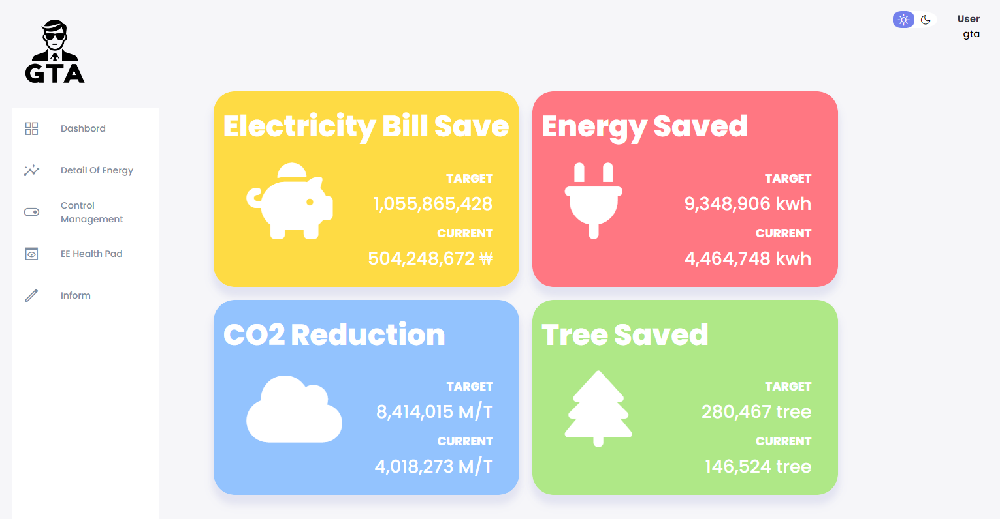 GTA
User
gta
Dashbord
Detail Of Energy
Control
Management
EE Health Pad
Inform
Electricity Bill Save
TARGET
1,055,865,428
CURRENT
504,248,672 ₩
Energy Saved
TARGET
9,348,906 kwh
CURRENT
4,464,748 kwh
CO2 Reduction
TARGET
8,414,015 M/T
CURRENT
4,018,273 M/T
Tree Saved
TARGET
280,467 tree
CURRENT
146,524 tree